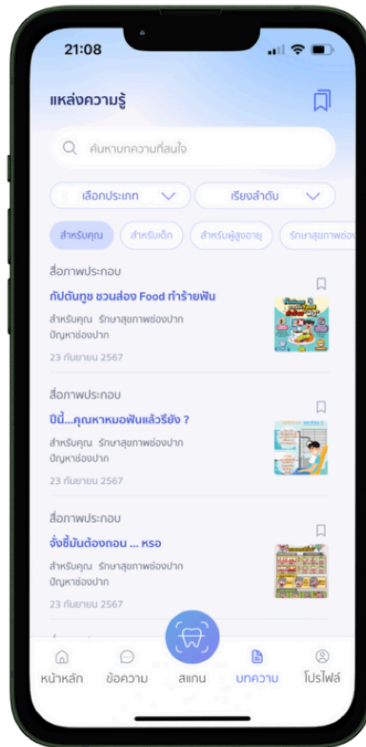 21:08
แหล่งความรู้
ค้นหาบทความที่สนใจ
เลือกประเภท
เรียงลำดับ
สำหรับคุณ
สำหรับเด็ก
สำหรับผู้สูงอายุ
รักษาสุขภาพช่อง
สื่อภาพประกอบ
กัปตันทูช ชวนส่อง Food ทำร้ายฟัน
สำหรับคุณ รักษาสุขภาพช่องปาก
ปัญหาช่องปาก
23 กันยายน 2567
สื่อภาพประกอบ
ปีนี้...คุณหาหมอฟันแล้วรึยัง ?
สำหรับคุณ รักษาสุขภาพช่องปาก
ปัญหาช่องปาก
23 กันยายน 2567
สื่อภาพประกอบ
จั่งซี้มันต้องถอน ... หรอ
สำหรับคุณ รักษาสุขภาพช่องปาก
ปัญหาช่องปาก
23 กันยายน 2567
หน้าหลัก
ข้อความ
สแกน
บทความ
โปรไฟล์